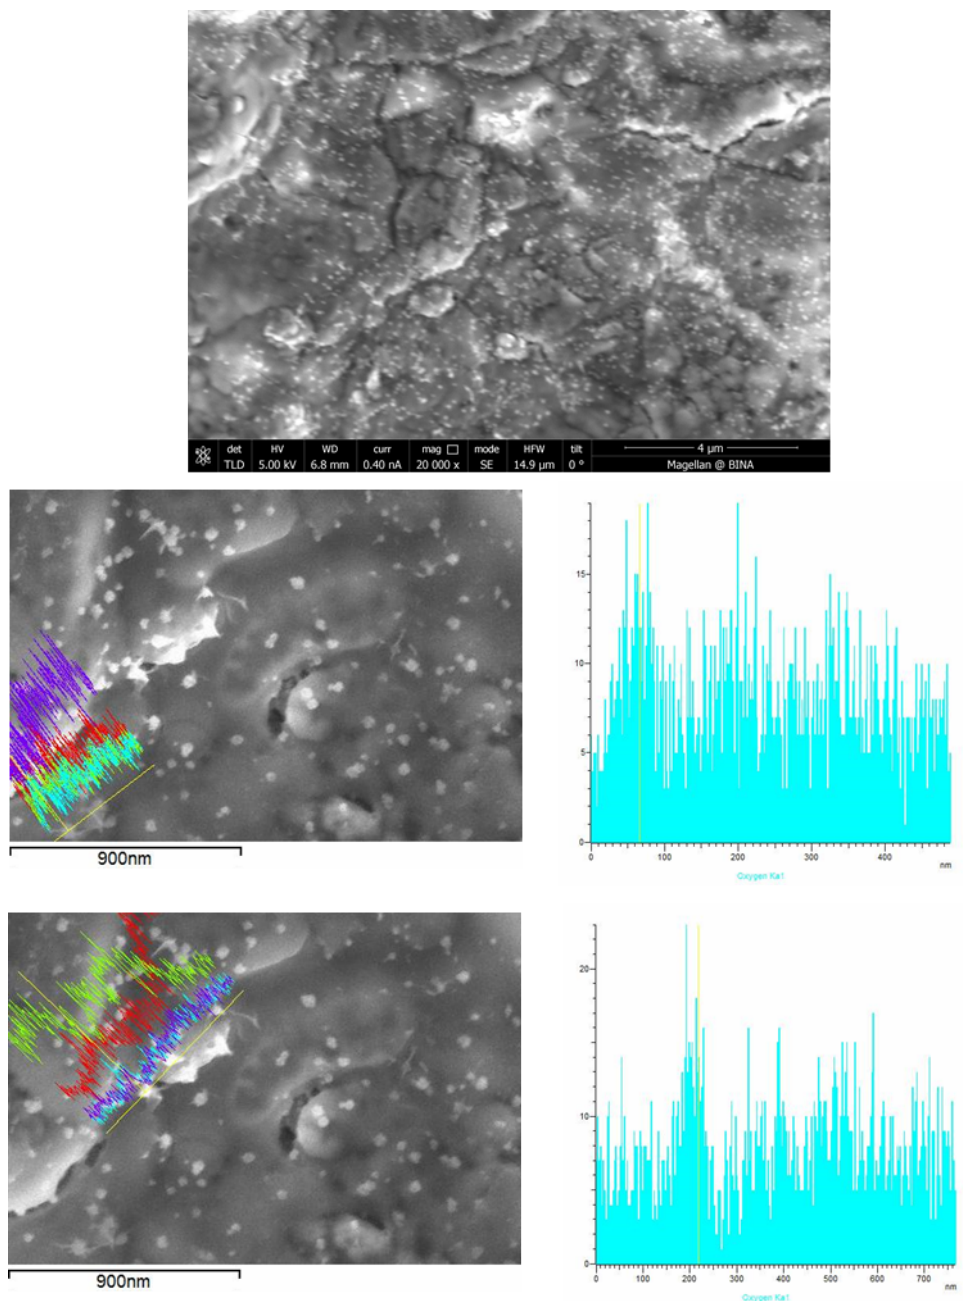 det HV WD curr mag mode HFW tilt 4 µm
TLD 5.00 kV 6.8 mm 0.40 nA 20 000 x SE 14.9 µm 0 ° Magellan @ BINA
900nm
15
10
5
0
0 100 200 300 400
nm
Oxygen Ka1
900nm
20
10
0
0 100 200 300 400 500 600 700
nm
Oxygen Ka1